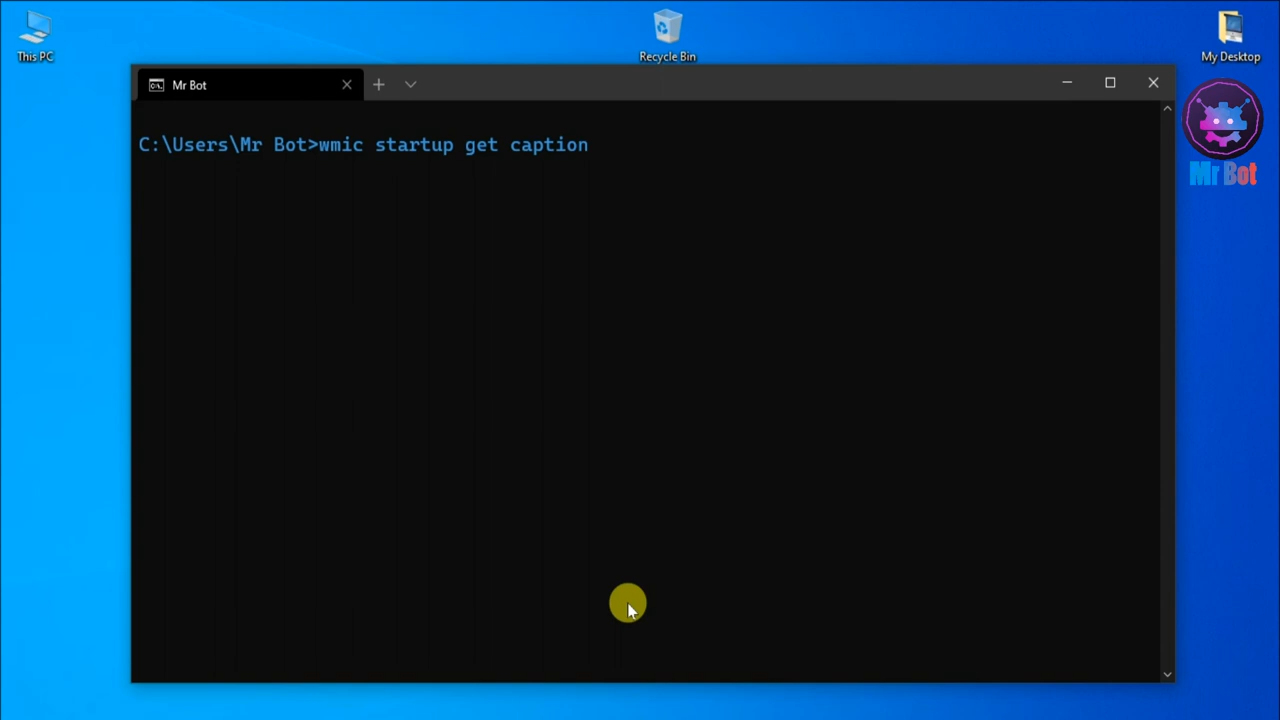 This PC
Recycle Bin
My Desktop
Mr Bot
C:\Users\Mr Bot>wmic startup get caption
Mr Bot